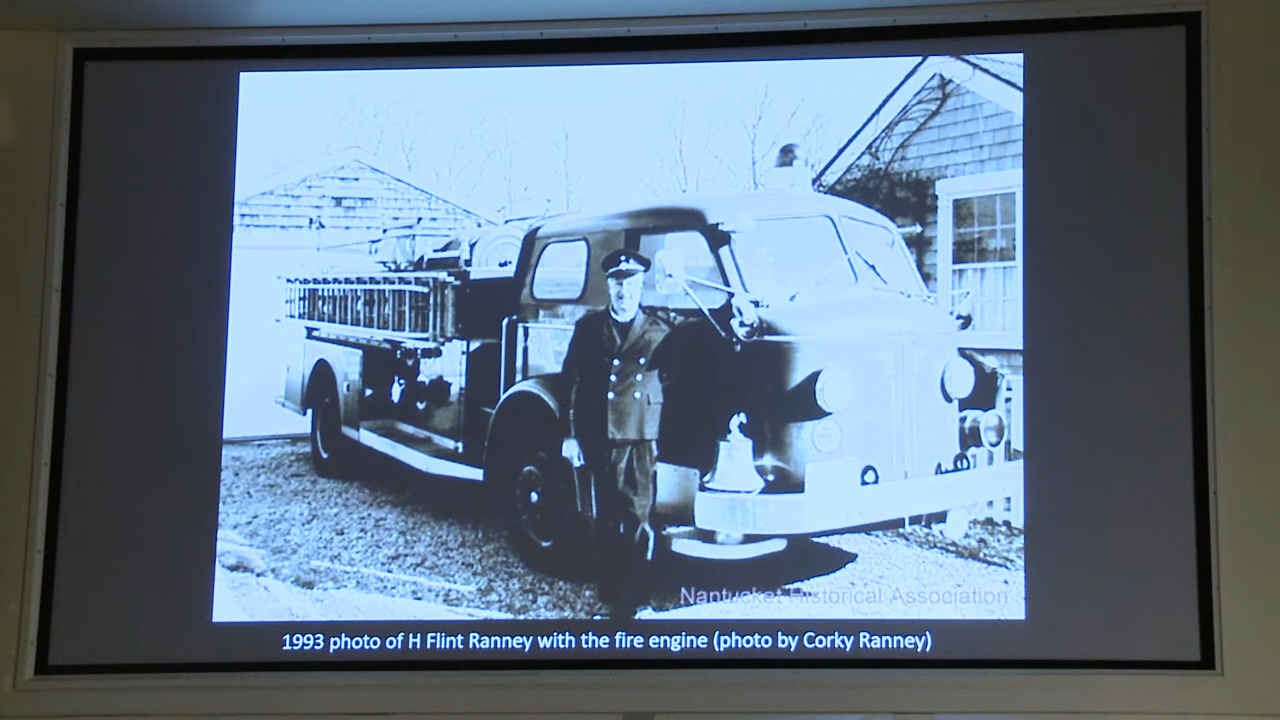 Nantucket Historical Association
1993 photo of H Flint Ranney with the fire engine (photo by Corky Ranney)